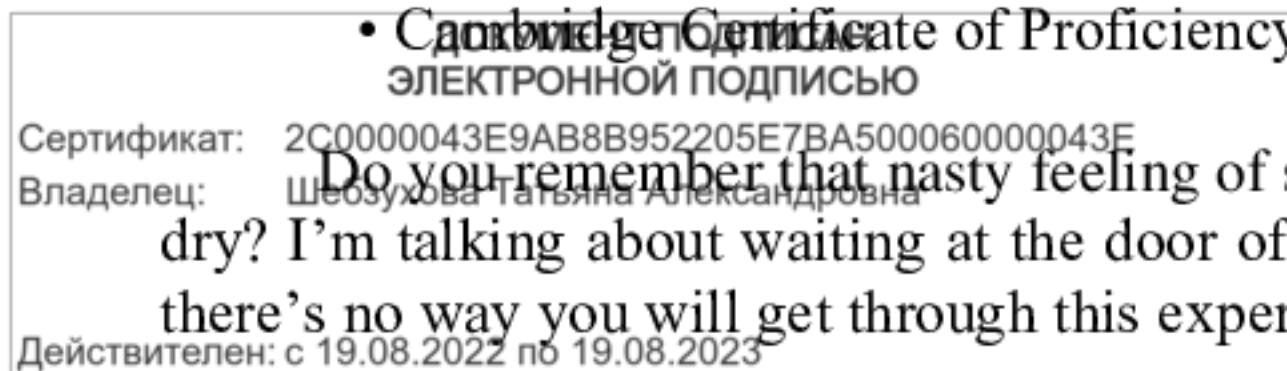 • Cambridge Certificate of Proficiency
ДОКУМЕНТ ПОДПИСАН
ЭЛЕКТРОННОЙ ПОДПИСЬЮ
Сертификат: 2C0000043E9AB8B952205E7BA500060000043E
Do you remember that nasty feeling of s
Владелец: Шебзухова Татьяна Александровна
dry? I’m talking about waiting at the door of
there’s no way you will get through this exper
Действителен: с 19.08.2022 по 19.08.2023